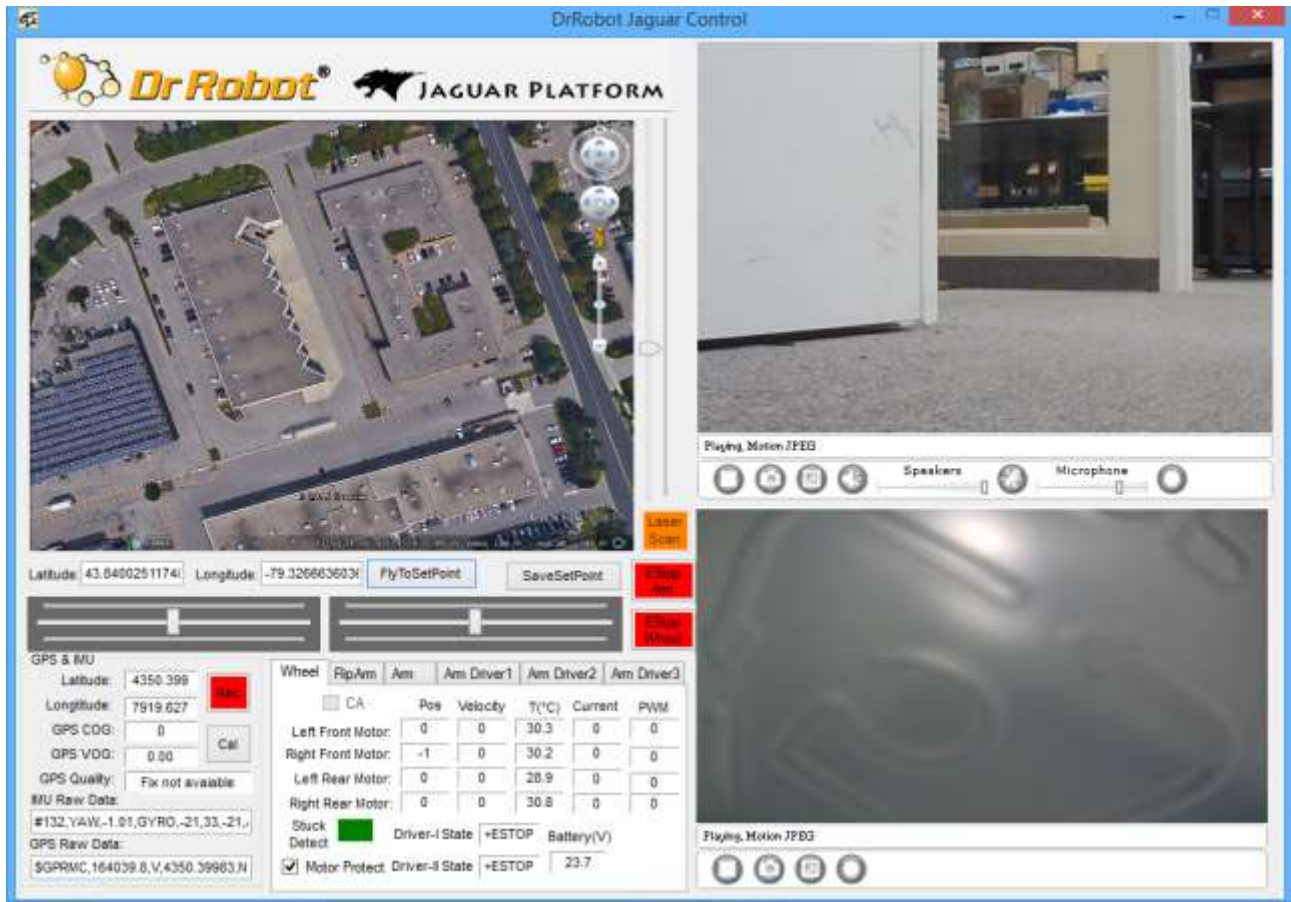 DrRobot Jaguar Control
Dr Robot® JAGUAR PLATFORM
Playing, Motion JPEG
Speakers Microphone
Laser Scan
Latitude: 43.8400251174 Longitude: -79.3266636036 FlyToSetPoint SaveSetPoint
EStop Arm
EStop Wheel
GPS & IMU
Latitude: 4350.399
Rec
Longtitude: 7919.627
GPS COG: 0
Cal
GPS VOG: 0.00
GPS Quality: Fix not avaiable
IMU Raw Data:
#132,YAW,-1.01,GYRO,-21,33,-21,
GPS Raw Data:
$GPRMC,164039.8,V,4350.39963,N
Wheel FlipArm Arm Arm Driver1 Arm Driver2 Arm Driver3
CA Pos Velocity T(°C) Current PWM
Left Front Motor: 0 0 30.3 0 0
Right Front Motor: -1 0 30.2 0 0
Left Rear Motor: 0 0 28.9 0 0
Right Rear Motor: 0 0 30.8 0 0
Stuck Detect Driver-I State +ESTOP Battery(V)
Motor Protect Driver-II State +ESTOP 23.7
Playing, Motion JPEG